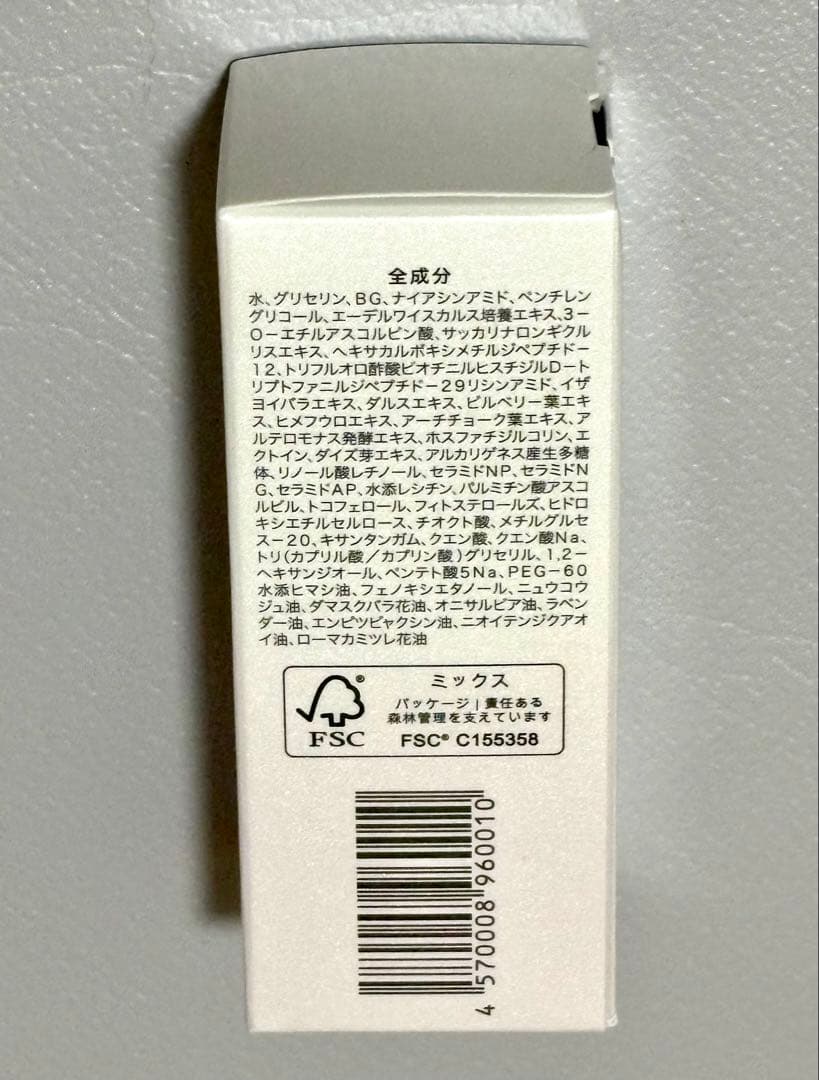 全成分
水、グリセリン、BG、ナイアシンアミド、ペンチレン
グリコール、エーデルワイスカルス培養エキス、3-
O-エチルアスコルビン酸、サッカリナロンギクル
リスエキス、ヘキサカルボキシメチルジペプチド-
12、トリフルオロ酢酸ビオチニルヒスチジルD-ト
リプトファニルジペプチド-29リシンアミド、イザ
ヨイバラエキス、ダルスエキス、ビルベリー葉エキ
ス、ヒメフウロエキス、アーチチョーク葉エキス、ア
ルテロモナス発酵エキス、ホスファチジルコリン、エ
クトイン、ダイズ芽エキス、アルカリゲネス産生多糖
体、リノール酸レチノール、セラミドNP、セラミドN
G、セラミドAP、水添レシチン、パルミチン酸アスコ
ルビル、トコフェロール、フィトステロールズ、ヒドロ
キシエチルセルロース、チオクト酸、メチルグルセ
ス-20、キサンタンガム、クエン酸、クエン酸Na、
トリ(カプリル酸/カプリン酸)グリセリル、1,2-
ヘキサンジオール、ペンテト酸5Na、PEG-60
水添ヒマシ油、フェノキシエタノール、ニュウコウ
ジュ油、ダマスクバラ花油、オニサルビア油、ラベン
ダー油、エンピツビャクシン油、ニオイテンジクアオ
イ油、ローマカミツレ花油
FSC®
ミックス
パッケージ|責任ある
森林管理を支えています
FSC® C155358
4 570008 960010